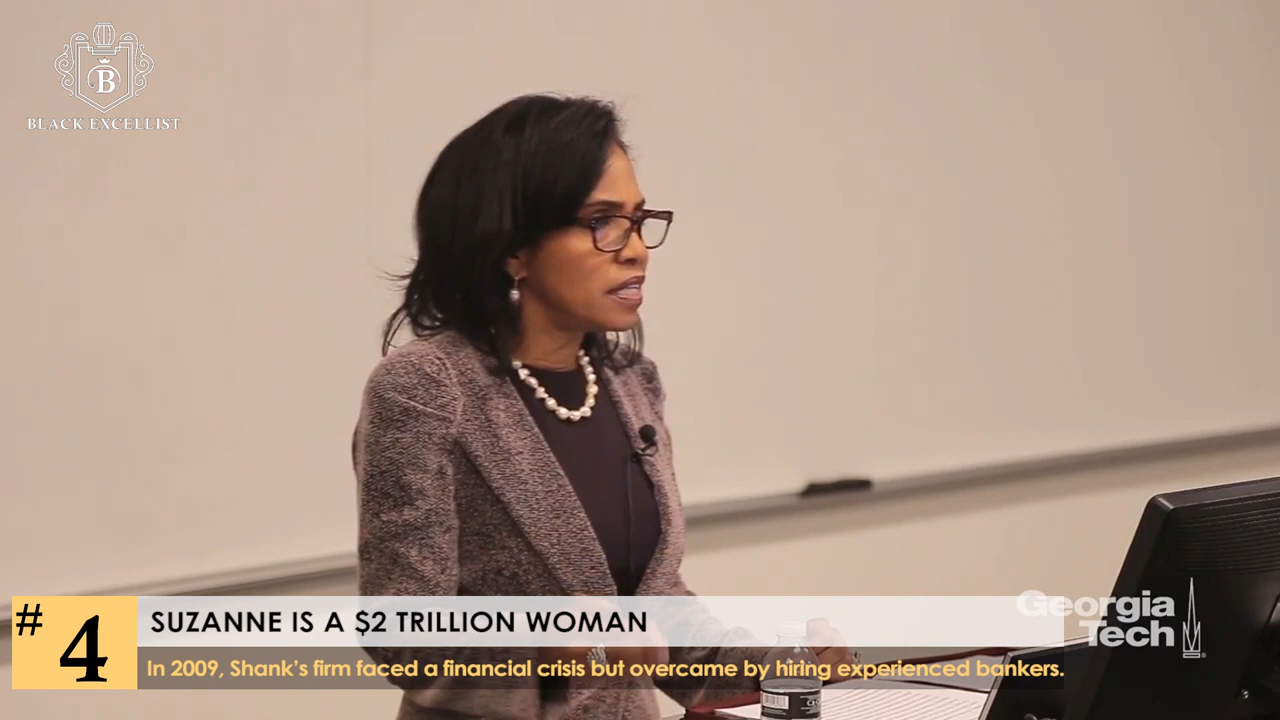 B
BLACK EXCELLIST
# 4
SUZANNE IS A $2 TRILLION WOMAN
In 2009, Shank's firm faced a financial crisis but overcame by hiring experienced bankers.
Georgia
Tech